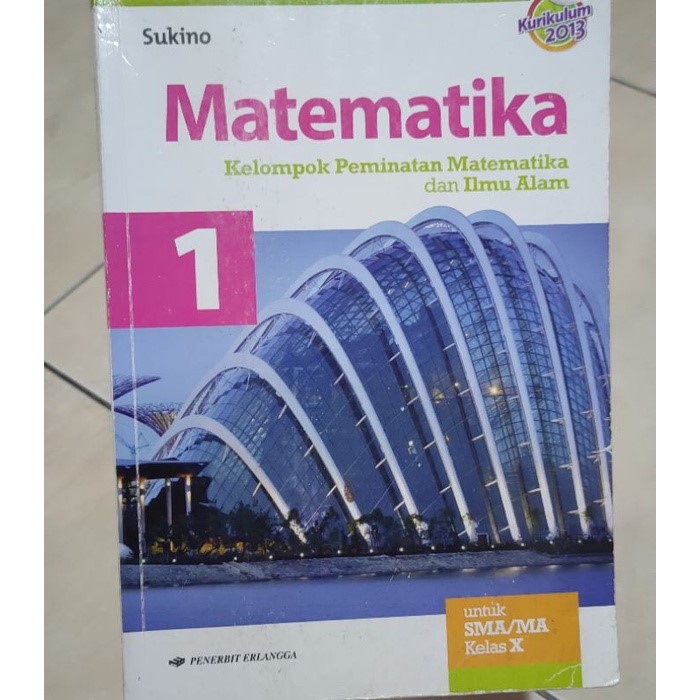 Sukino
Kurikulum
2013
Matematika
Kelompok Peminatan Matematika
dan Ilmu Alam
1
untuk
SMA/MA
Kelas X
PENERBIT ERLANGGA